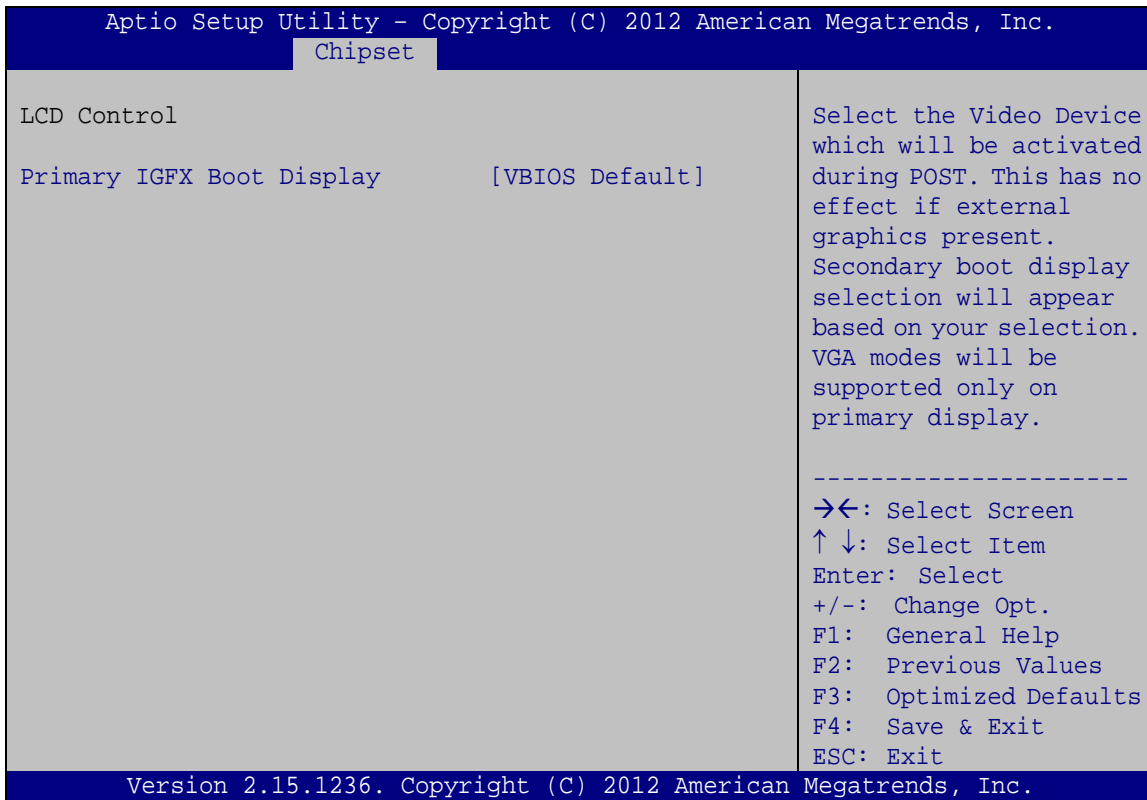 Aptio Setup Utility – Copyright (C) 2012 American Megatrends, Inc.
Chipset
LCD Control
Primary IGFX Boot Display [VBIOS Default]
Select the Video Device
which will be activated
during POST. This has no
effect if external
graphics present.
Secondary boot display
selection will appear
based on your selection.
VGA modes will be
supported only on
primary display.
----------------------
→←: Select Screen
↑ ↓: Select Item
Enter: Select
+/-: Change Opt.
F1: General Help
F2: Previous Values
F3: Optimized Defaults
F4: Save & Exit
ESC: Exit
Version 2.15.1236. Copyright (C) 2012 American Megatrends, Inc.